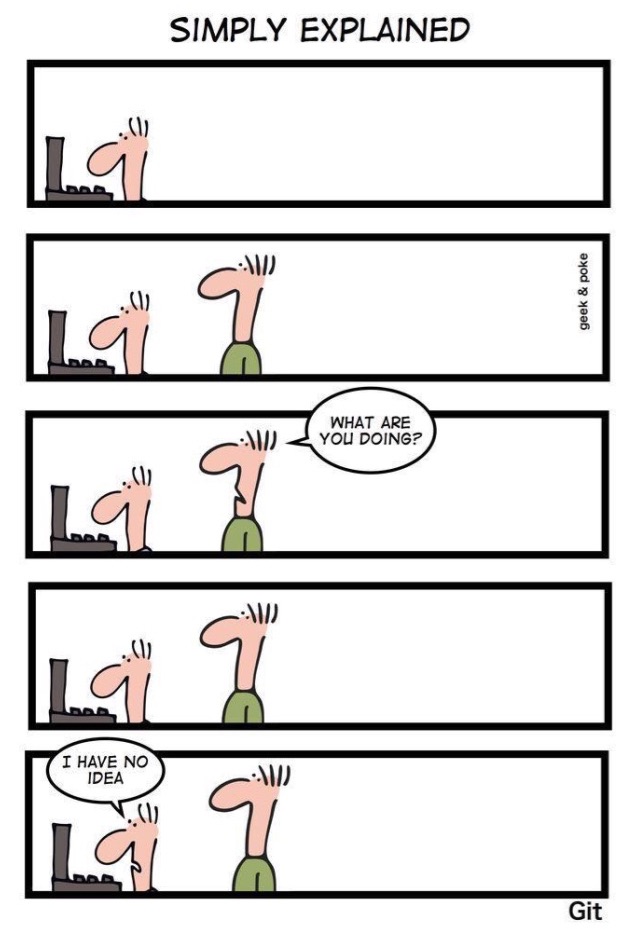 SIMPLY EXPLAINED
geek & poke
WHAT ARE
YOU DOING?
I HAVE NO
IDEA
Git